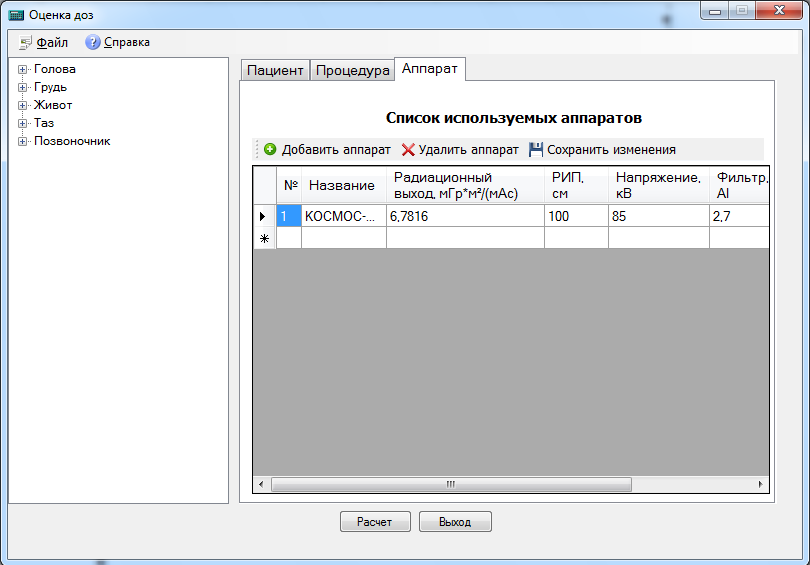 Оценка доз
Файл Справка
Голова
Грудь
Живот
Таз
Позвоночник
Пациент Процедура Аппарат
Список используемых аппаратов
Добавить аппарат Удалить аппарат Сохранить изменения
№ Название Радиационный выход, мГр*м²/(мАс) РИП, см Напряжение, кВ Фильтр, Al
1 КОСМОС-... 6,7816 100 85 2,7
Расчет Выход